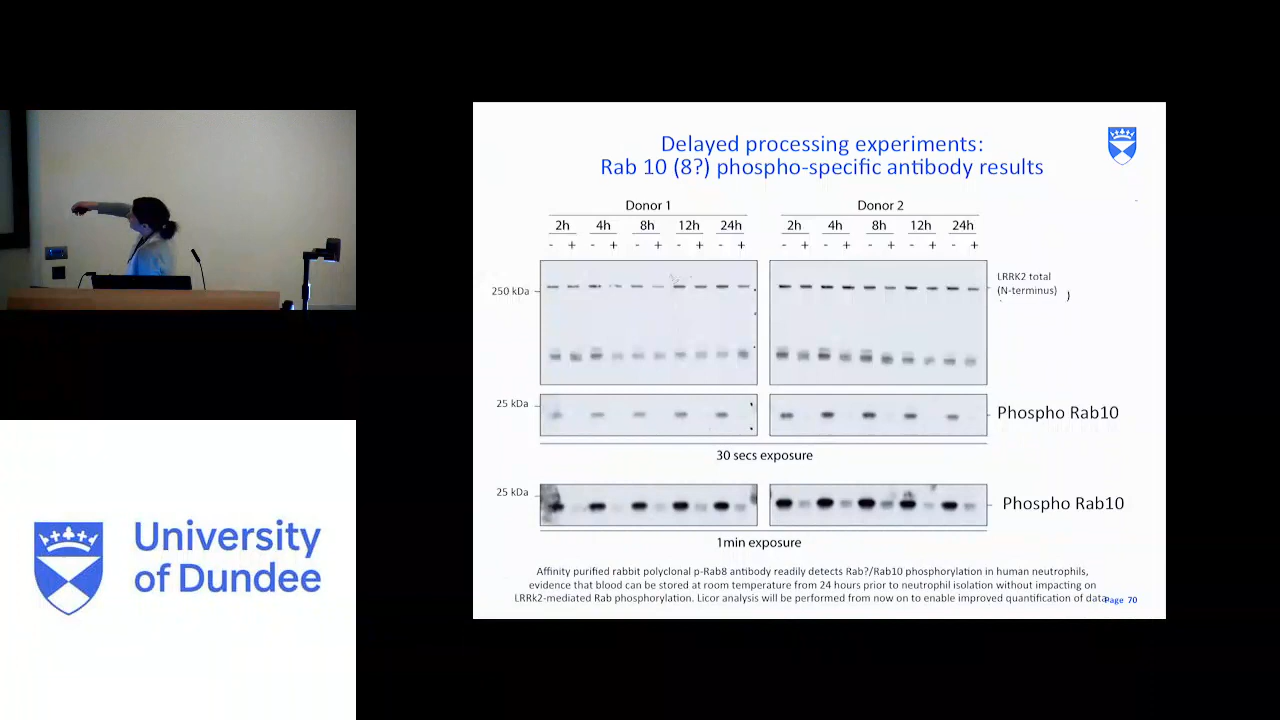 Delayed processing experiments:
Rab 10 (8?) phospho-specific antibody results
Donor 1 Donor 2
2h 4h 8h 12h 24h 2h 4h 8h 12h 24h
- + - + - + - + - + - + - + - + - + - +
LRRK2 total
(N-terminus)
)
250 kDa
25 kDa
Phospho Rab10
30 secs exposure
25 kDa
Phospho Rab10
1min exposure
University
of Dundee
Affinity purified rabbit polyclonal p-Rab8 antibody readily detects Rab?/Rab10 phosphorylation in human neutrophils,
evidence that blood can be stored at room temperature from 24 hours prior to neutrophil isolation without impacting on
LRRk2-mediated Rab phosphorylation. Licor analysis will be performed from now on to enable improved quantification of data
Page 70